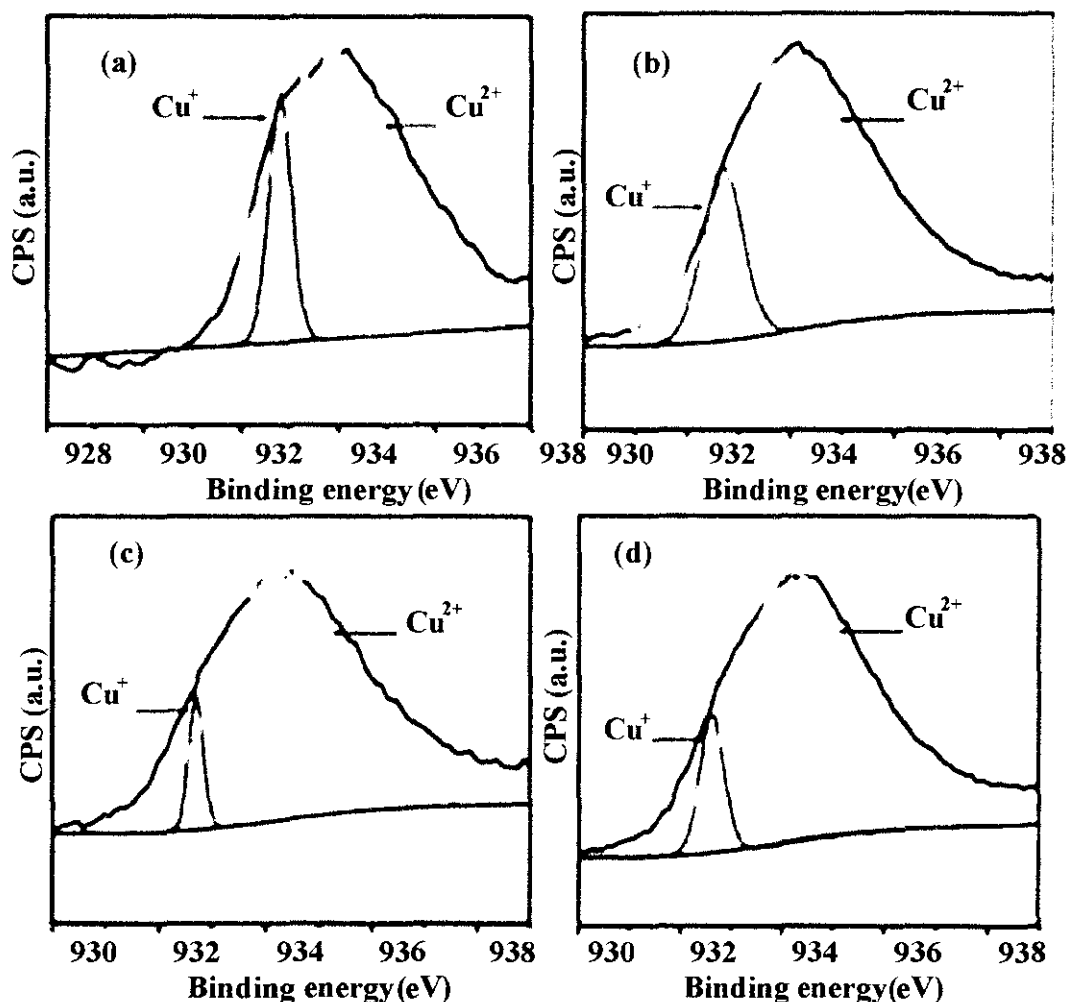 (a)
Cu⁺
Cu²⁺
CPS (a.u.)
928 930 932 934 936 938
Binding energy (eV)
(b)
Cu⁺
Cu²⁺
CPS (a.u.)
930 932 934 936 938
Binding energy(eV)
(c)
Cu⁺
Cu²⁺
CPS (a.u.)
930 932 934 936 938
Binding energy(eV)
(d)
Cu⁺
Cu²⁺
CPS (a.u.)
930 932 934 936 938
Binding energy(eV)